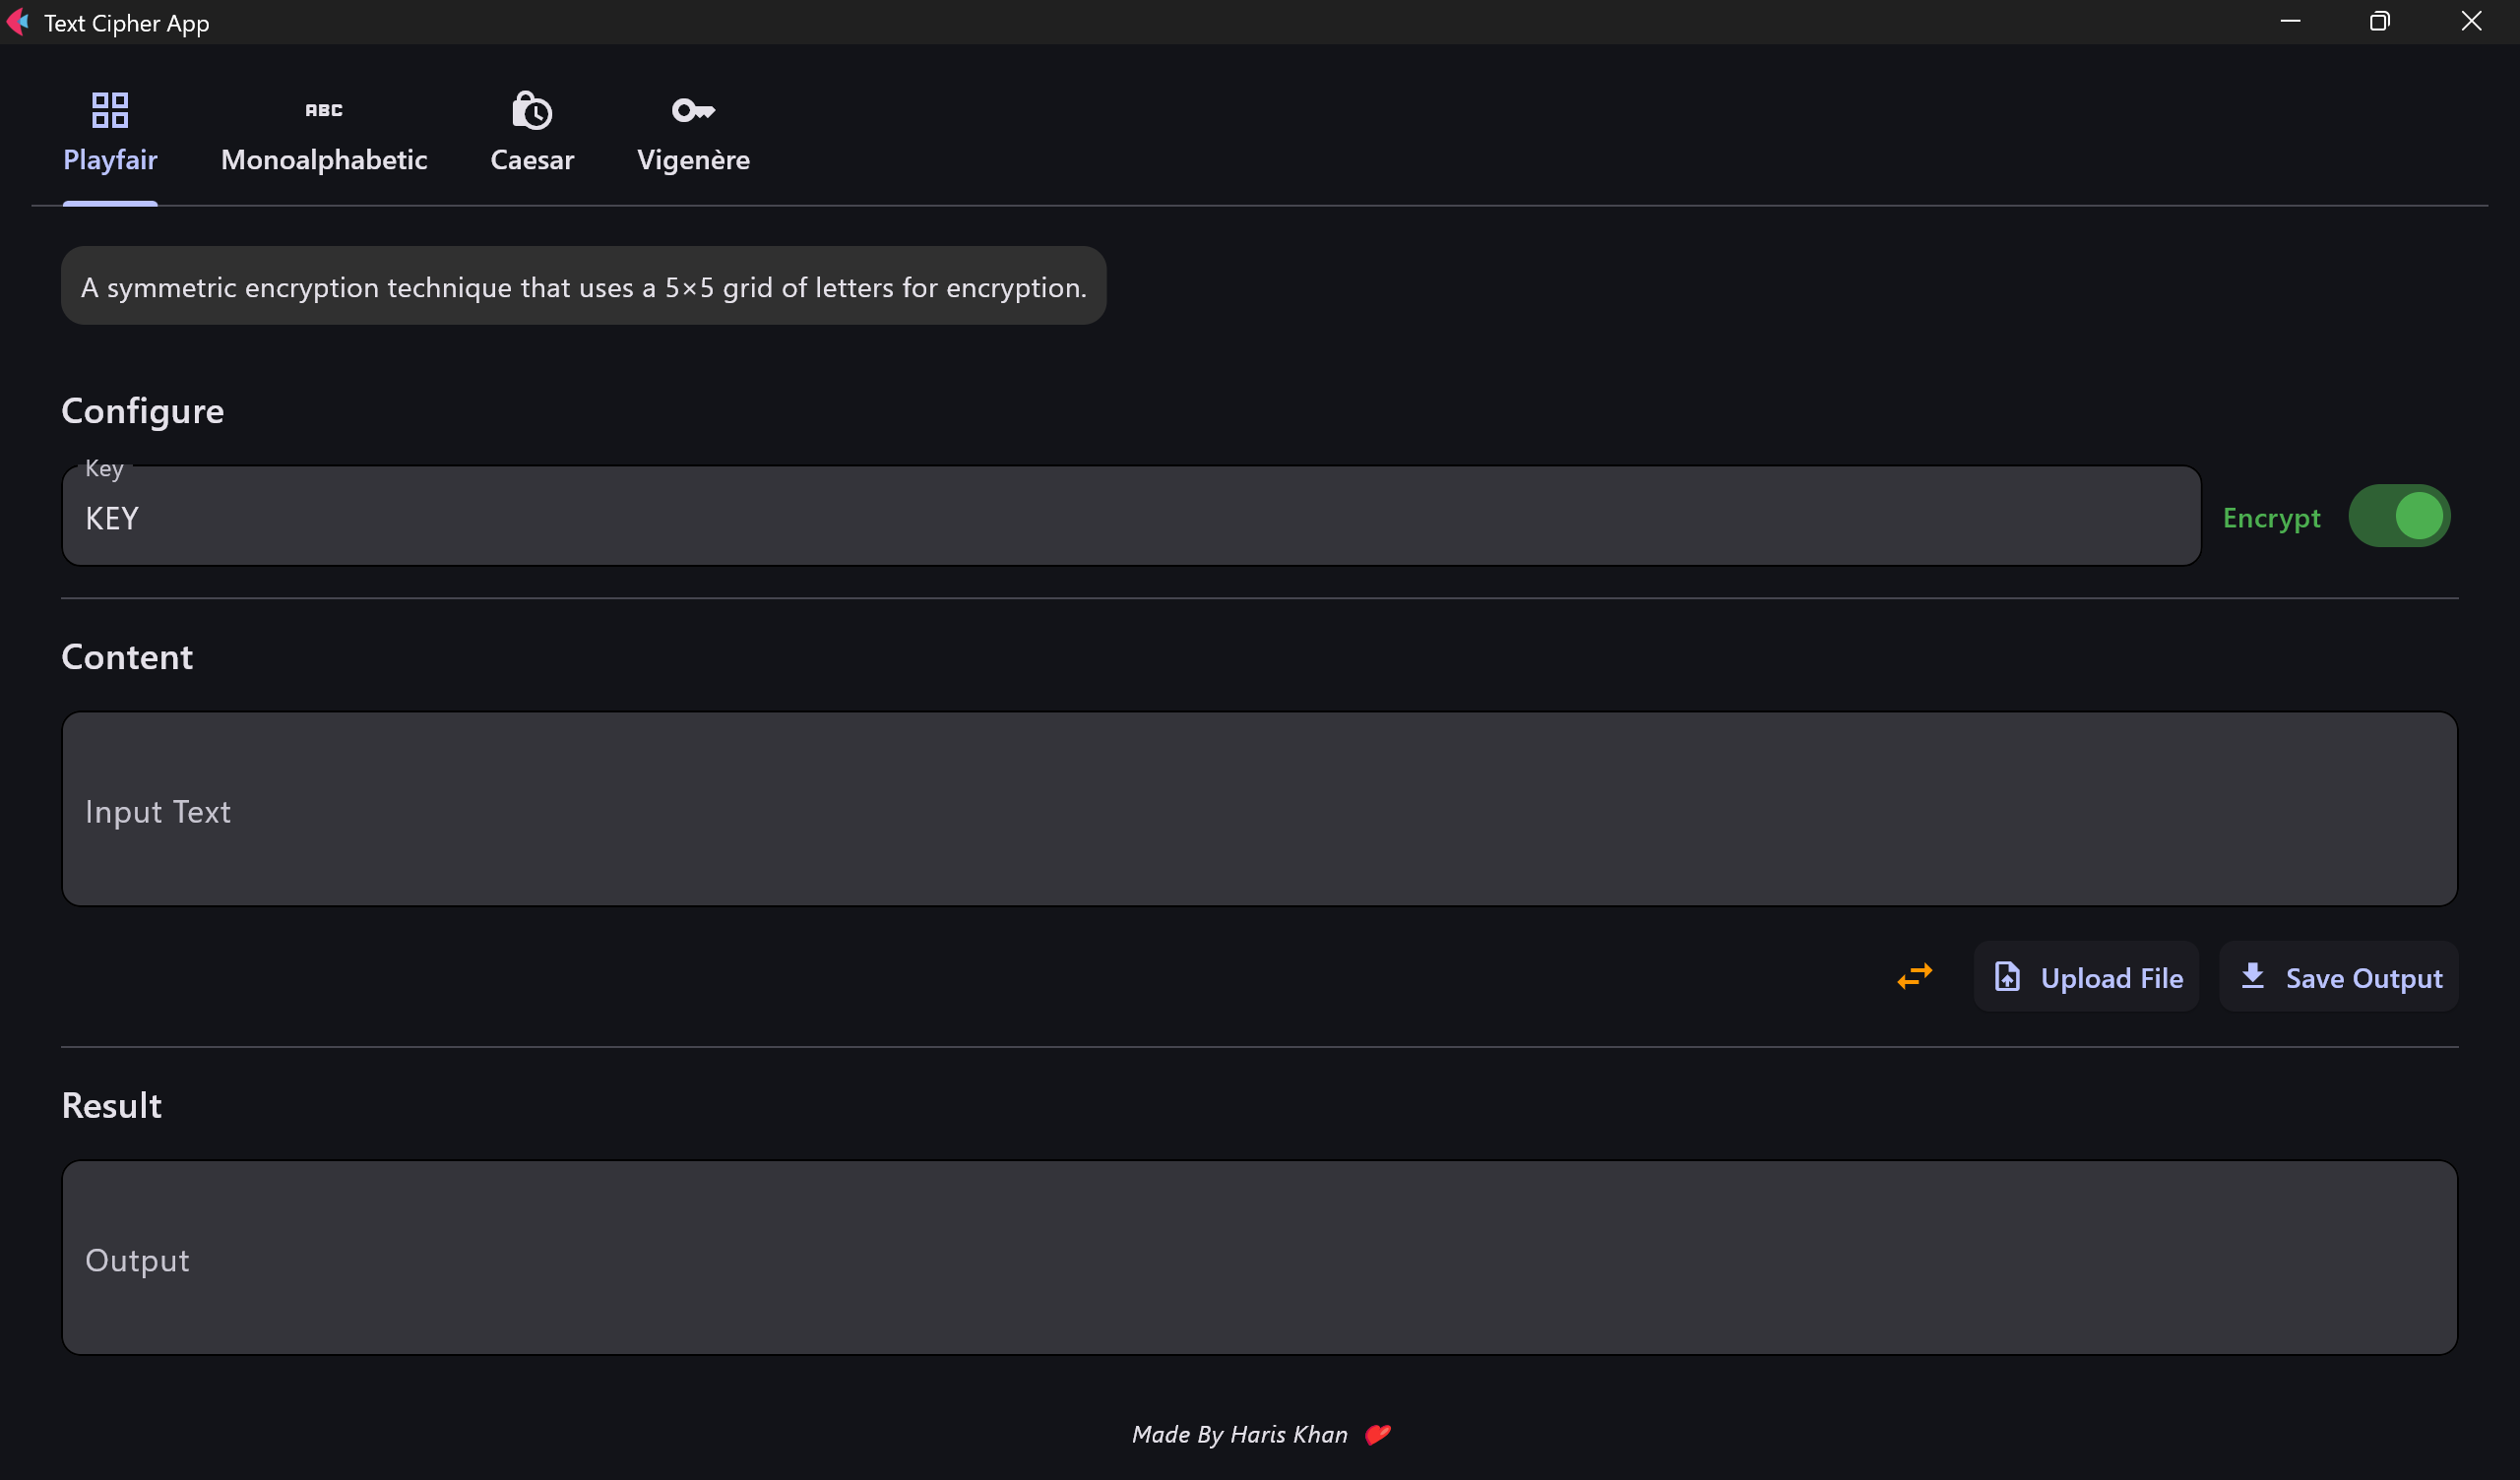 Text Cipher App
ABC
Playfair
Monoalphabetic
Caesar
Vigenère
A symmetric encryption technique that uses a 5×5 grid of letters for encryption.
Configure
Key
KEY
Encrypt
Content
Input Text
Upload File
Save Output
Result
Output
Made By Haris Khan